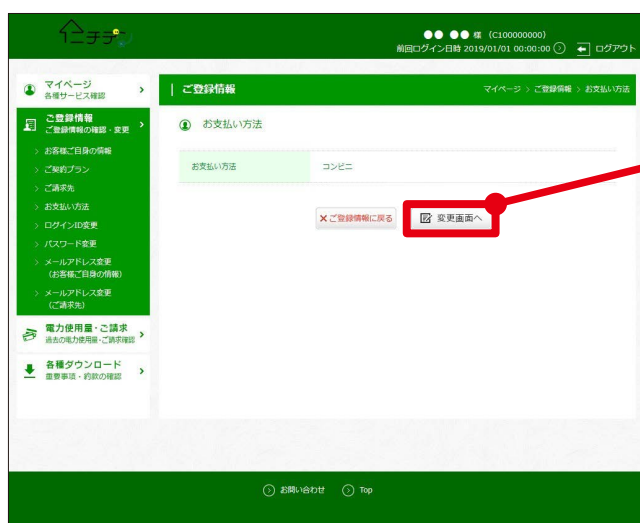 ニチデン
●● ●● 様 (C100000000)
前回ログイン日時 2019/01/01 00:00:00
ログアウト
マイページ
各種サービス確認
ご登録情報
ご登録情報の確認・変更
お客様ご自身の情報
ご契約プラン
ご請求先
お支払い方法
ログインID変更
パスワード変更
メールアドレス変更
(お客様ご自身の情報)
メールアドレス変更
(ご請求先)
電力使用量・ご請求
過去の電力使用量・ご請求確認
各種ダウンロード
重要事項・約款の確認
ご登録情報
マイページ > ご登録情報 > お支払い方法
お支払い方法
お支払い方法 コンビニ
×ご登録情報に戻る
変更画面へ
お問い合わせ Top